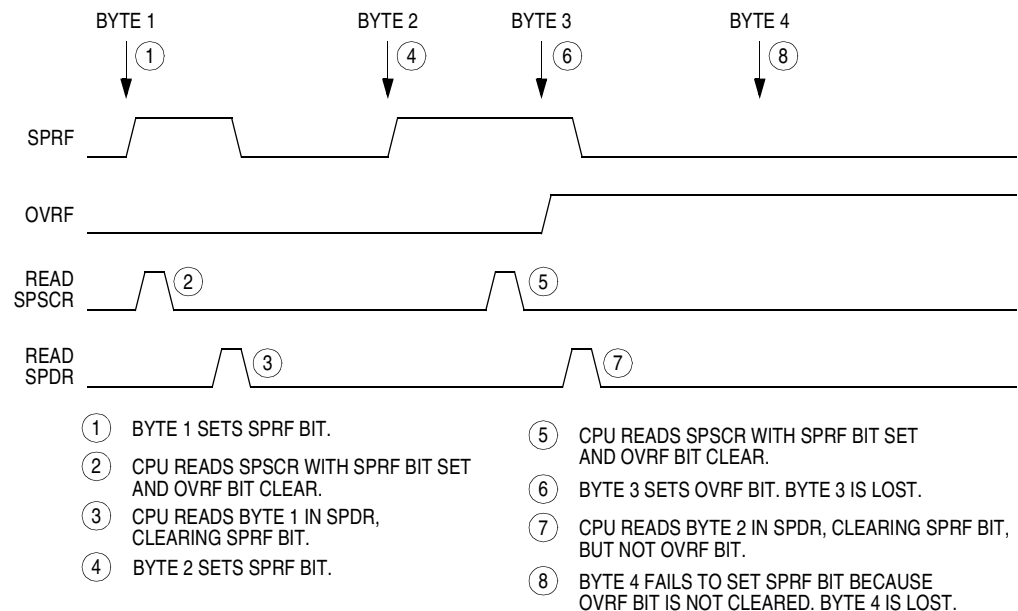 BYTE 1 BYTE 2 BYTE 3 BYTE 4
1 4 6 8
SPRF
OVRF
READ
SPSCR
2 5
READ
SPDR
3 7
1 BYTE 1 SETS SPRF BIT.
2 CPU READS SPSCR WITH SPRF BIT SET
AND OVRF BIT CLEAR.
3 CPU READS BYTE 1 IN SPDR,
CLEARING SPRF BIT.
4 BYTE 2 SETS SPRF BIT.
5 CPU READS SPSCR WITH SPRF BIT SET
AND OVRF BIT CLEAR.
6 BYTE 3 SETS OVRF BIT. BYTE 3 IS LOST.
7 CPU READS BYTE 2 IN SPDR, CLEARING SPRF BIT,
BUT NOT OVRF BIT.
8 BYTE 4 FAILS TO SET SPRF BIT BECAUSE
OVRF BIT IS NOT CLEARED. BYTE 4 IS LOST.